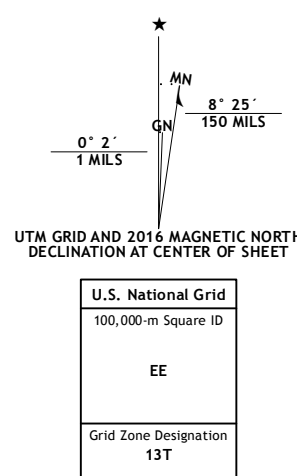 ★
MN
GN
8° 25´
150 MILS
0° 2´
1 MILS
UTM GRID AND 2016 MAGNETIC NORTH
DECLINATION AT CENTER OF SHEET
U.S. National Grid
100,000-m Square ID
EE
Grid Zone Designation
13T